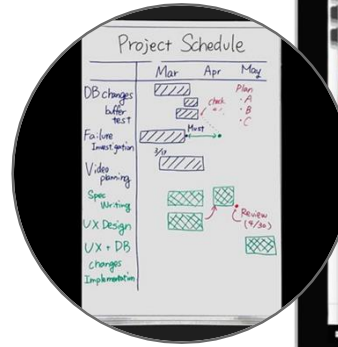 Project Schedule
Mar Apr May
DB changes
buffer
test
check
Plan
· A
· B
· C
Failure
Investigation
Must
3/17
Video
planning
Spec
Writing
UX Design
Review
(4/30)
UX + DB
changes
Implementation